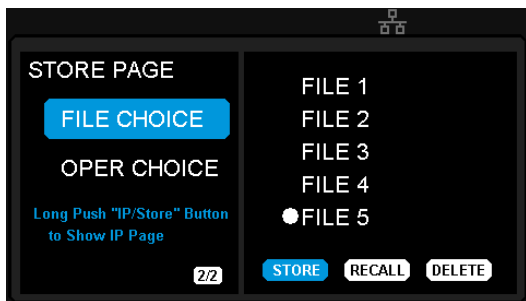 STORE PAGE
FILE CHOICE
OPER CHOICE
Long Push "IP/Store" Button
to Show IP Page
2/2
FILE 1
FILE 2
FILE 3
FILE 4
FILE 5
STORE RECALL DELETE